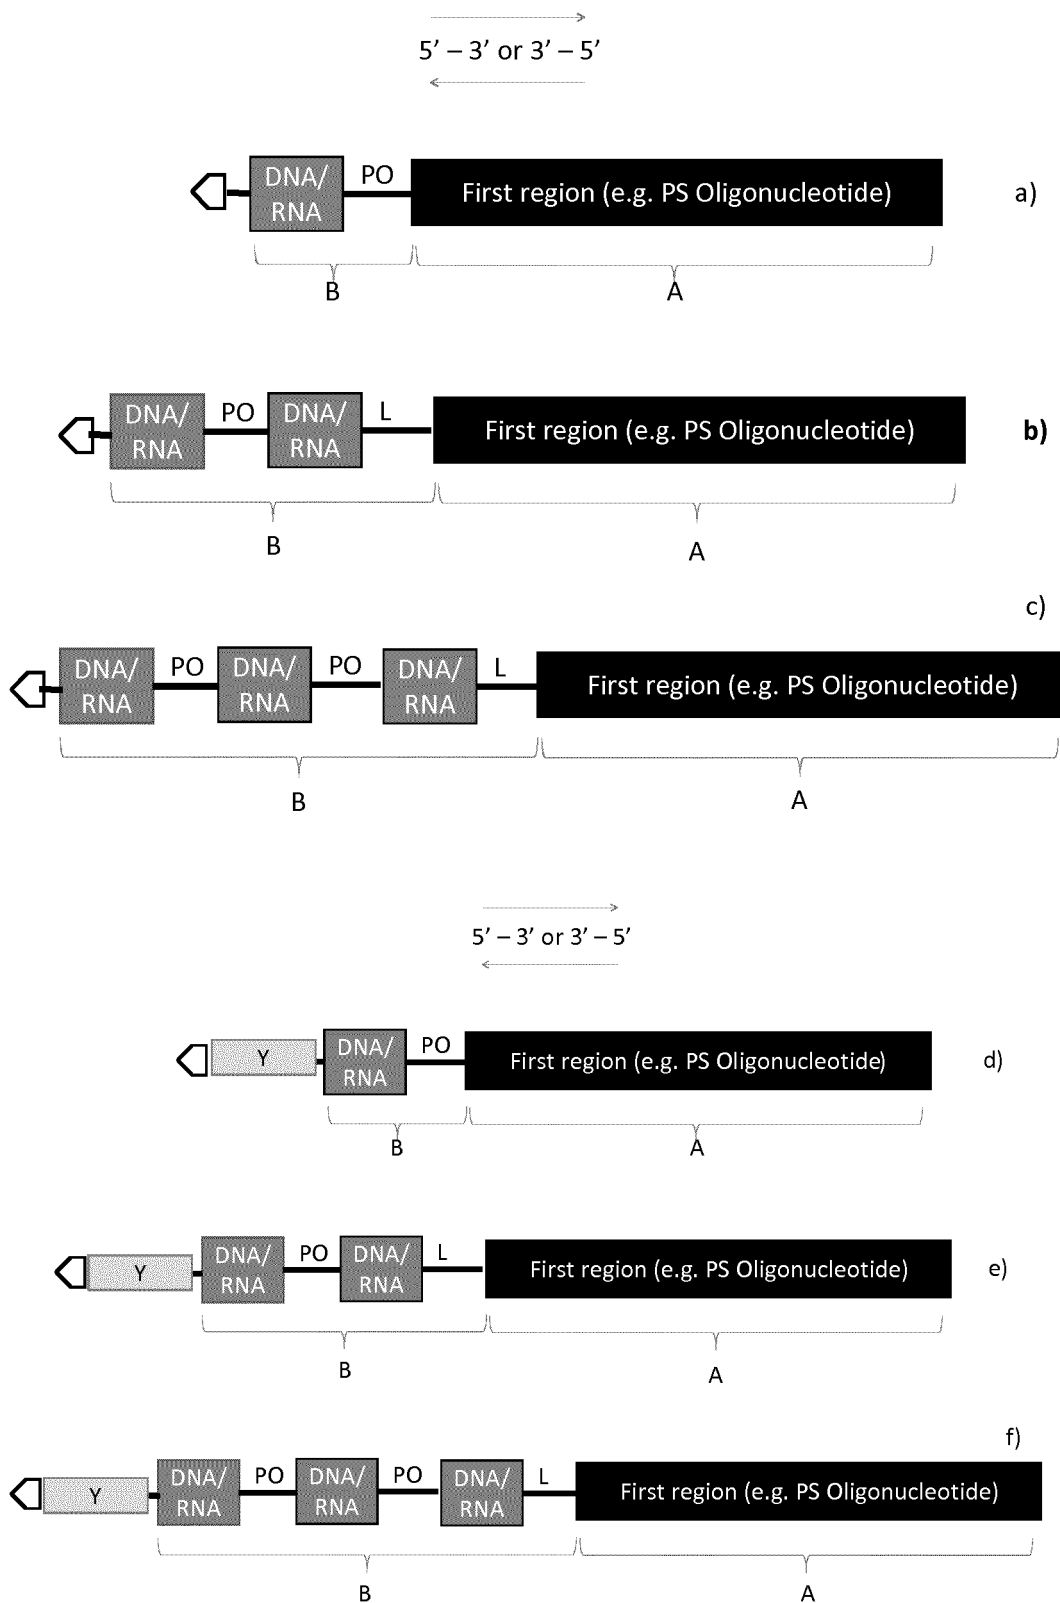 5’ – 3’ or 3’ – 5’
DNA/
RNA
PO
First region (e.g. PS Oligonucleotide)
a)
B
A
DNA/
RNA
PO
DNA/
RNA
L
First region (e.g. PS Oligonucleotide)
b)
B
A
c)
DNA/
RNA
PO
DNA/
RNA
PO
DNA/
RNA
L
First region (e.g. PS Oligonucleotide)
B
A
5’ – 3’ or 3’ – 5’
Y
DNA/
RNA
PO
First region (e.g. PS Oligonucleotide)
d)
B
A
Y
DNA/
RNA
PO
DNA/
RNA
L
First region (e.g. PS Oligonucleotide)
e)
B
A
f)
Y
DNA/
RNA
PO
DNA/
RNA
PO
DNA/
RNA
L
First region (e.g. PS Oligonucleotide)
B
A